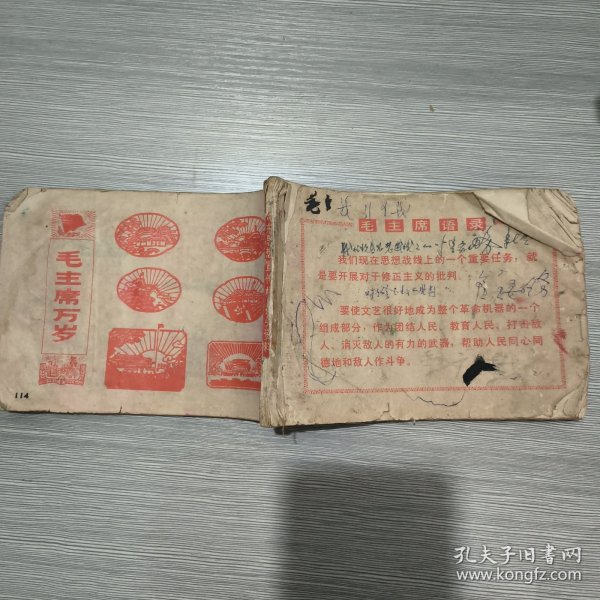 毛主席万岁
114
毛主席语录
我们现在思想战线上的一个重要任务，就
是要开展对于修正主义的批判。
要使文艺很好地成为整个革命机器的一个
组成部分，作为团结人民、教育人民、打击敌
人、消灭敌人的有力的武器，帮助人民同心同
德地和敌人作斗争。
孔夫子旧书网
www.kongfz.com